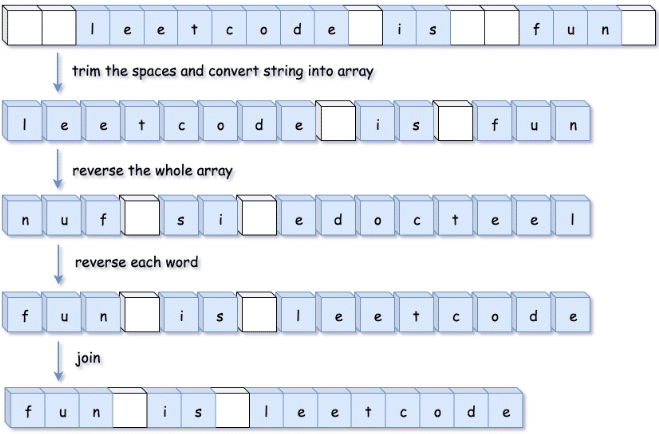 l e e t c o d e i s f u n
trim the spaces and convert string into array
l e e t c o d e i s f u n
reverse the whole array
n u f s i e d o c t e e l
reverse each word
f u n i s l e e t c o d e
join
f u n i s l e e t c o d e